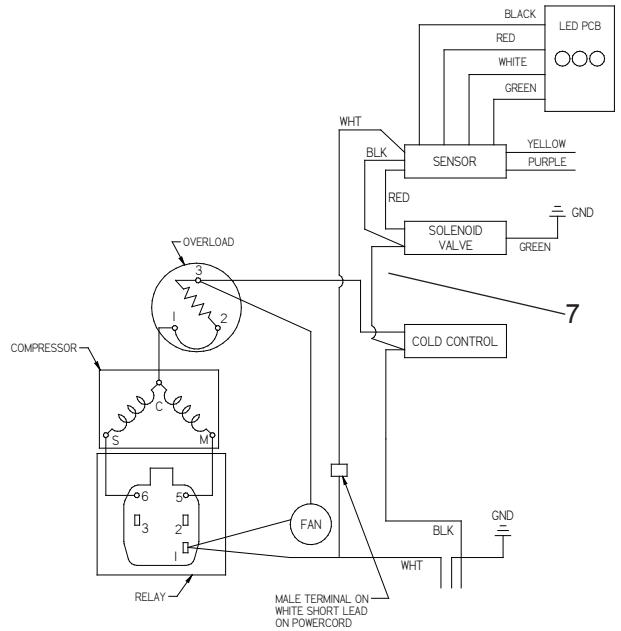 BLACK
LED PCB
RED
WHITE
GREEN
WHT
BLK
SENSOR
YELLOW
PURPLE
RED
SOLENOID
VALVE
GND
GREEN
OVERLOAD
3
1
2
7
COLD CONTROL
COMPRESSOR
C
S
M
6
5
3
2
1
FAN
RELAY
MALE TERMINAL ON
WHITE SHORT LEAD
ON POWERCORD
WHT
BLK
GND